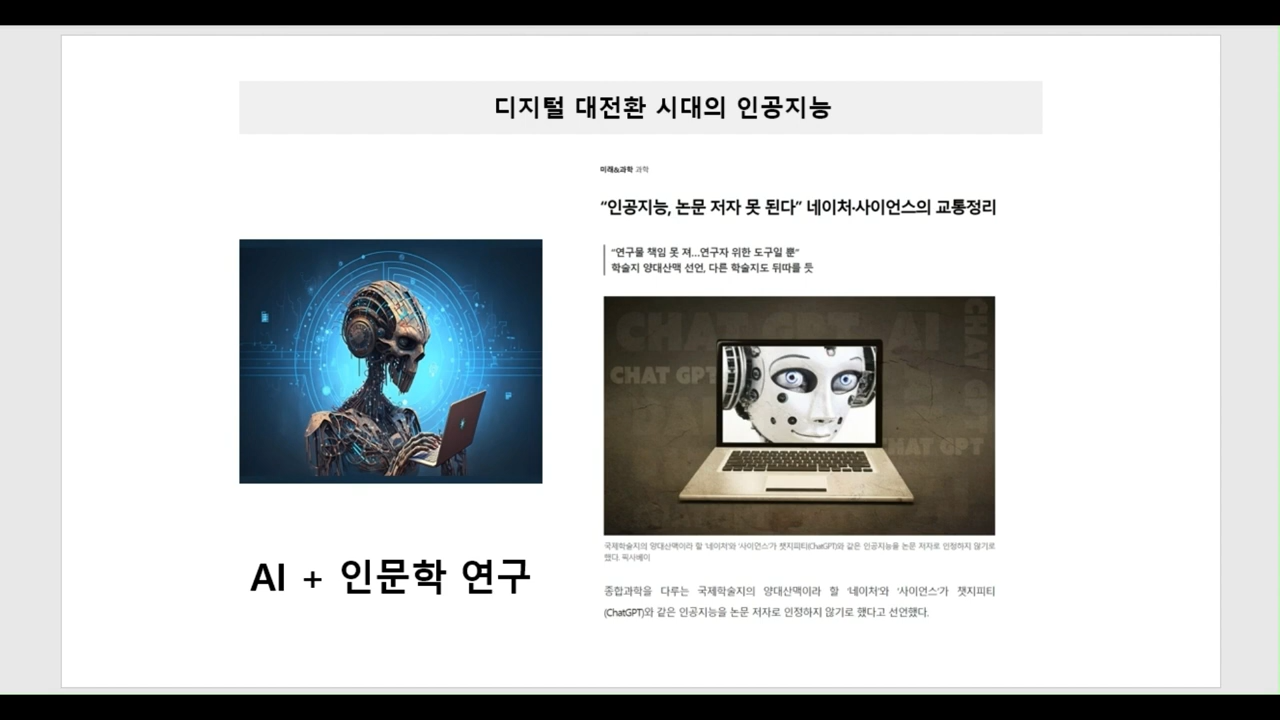 디지털 대전환 시대의 인공지능
미래&과학 과학
“인공지능, 논문 저자 못 된다” 네이처·사이언스의 교통정리
“연구물 책임 못 져…연구자 위한 도구일 뿐”
학술지 양대산맥 선언, 다른 학술지도 뒤따를 듯
CHAT GPT AI
CHAT GPT
CHAT GPT
CHAT GPT
국제학술지의 양대산맥이라 할 ‘네이처’와 ‘사이언스’가 챗지피티(ChatGPT)와 같은 인공지능을 논문 저자로 인정하지 않기로
했다. 픽사베이
AI + 인문학 연구
종합과학을 다루는 국제학술지의 양대산맥이라 할 ‘네이처’와 ‘사이언스’가 챗지피티
(ChatGPT)와 같은 인공지능을 논문 저자로 인정하지 않기로 했다고 선언했다.